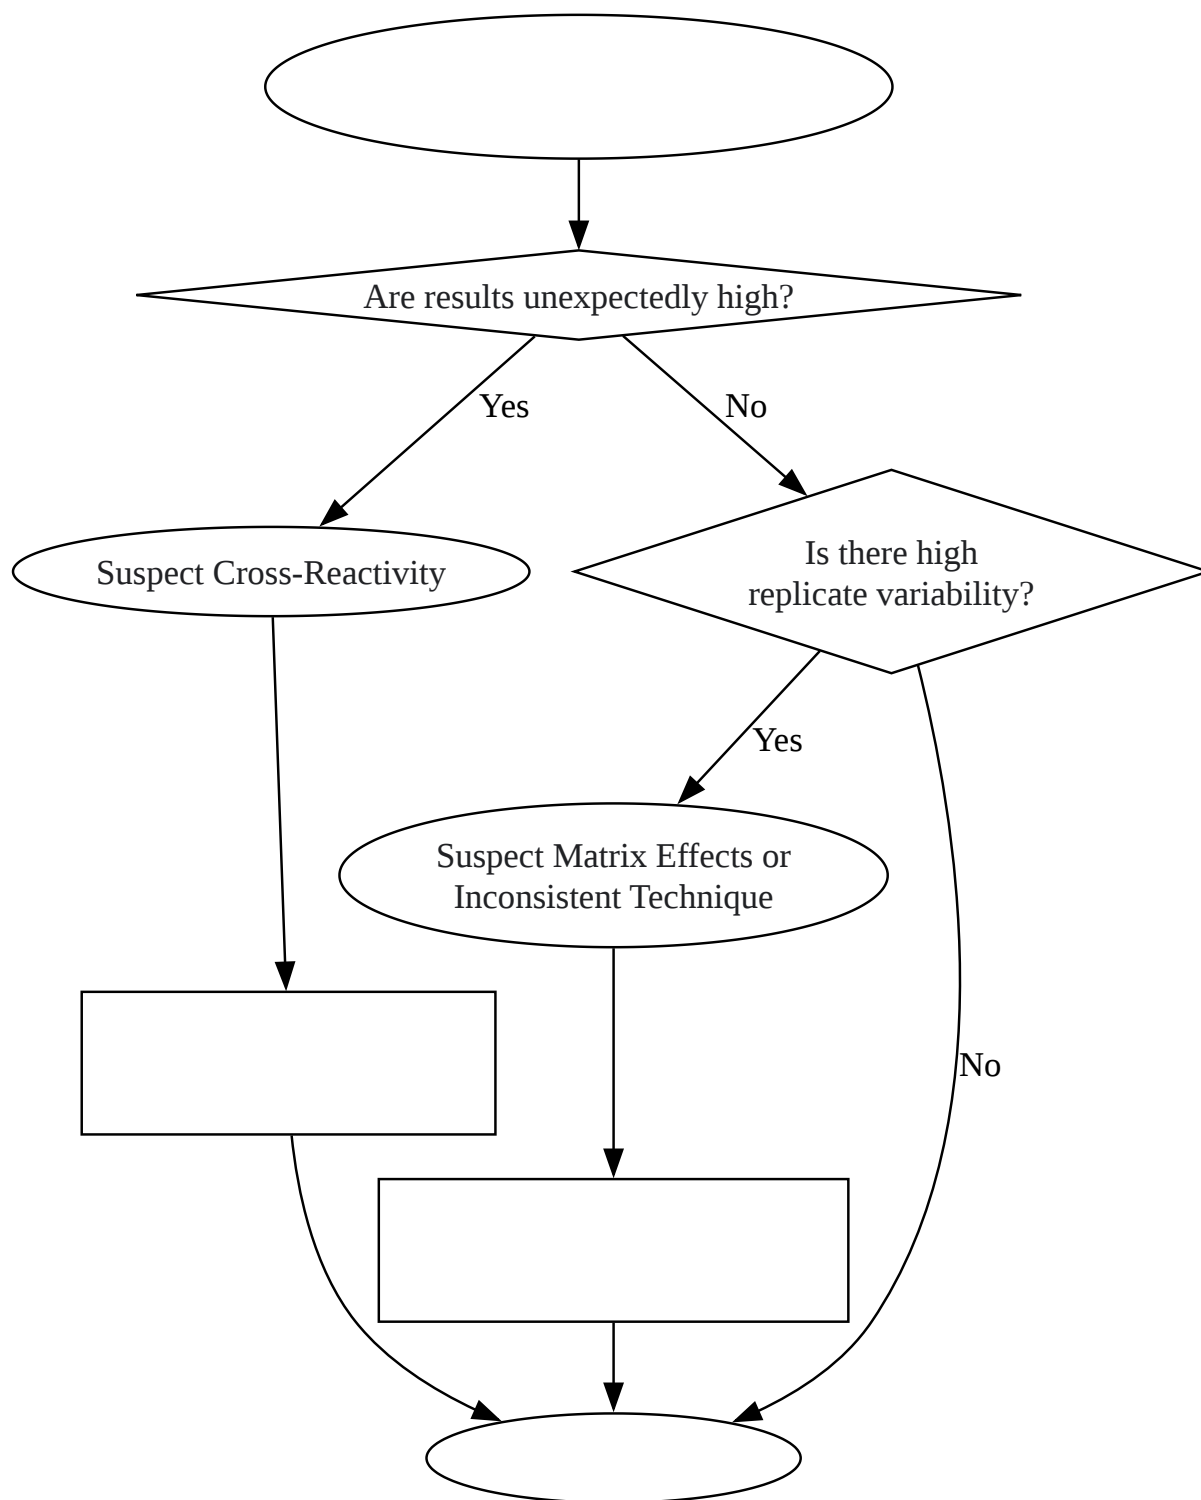 Are results unexpectedly high?
Yes
No
Suspect Cross-Reactivity
Is there high
replicate variability?
Yes
Suspect Matrix Effects or
Inconsistent Technique
No